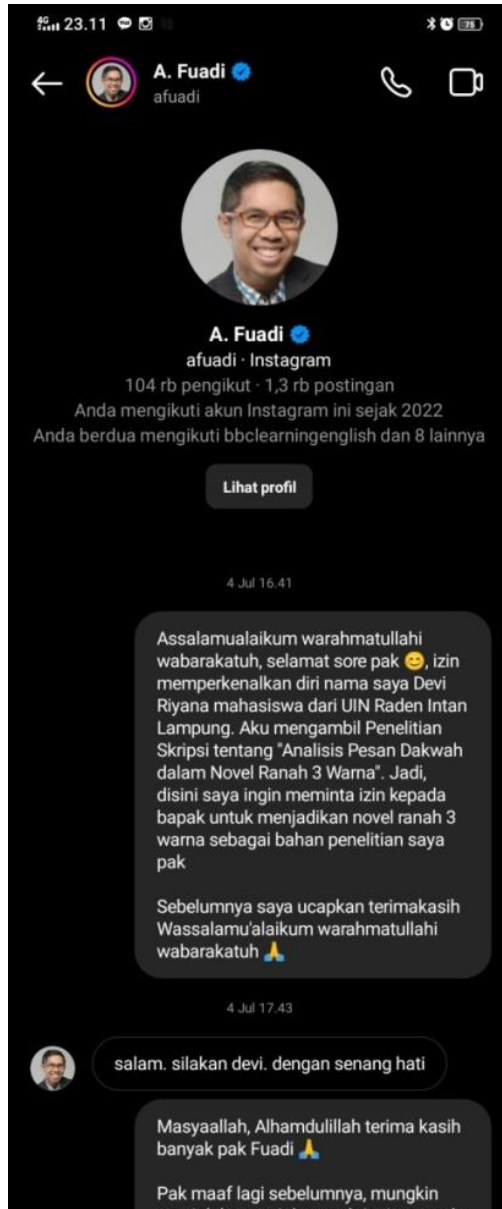 4G 23.11
75
A. Fuadi
afuadi
A. Fuadi
afuadi · Instagram
104 rb pengikut · 1,3 rb postingan
Anda mengikuti akun Instagram ini sejak 2022
Anda berdua mengikuti bbclearningenglish dan 8 lainnya
Lihat profil
4 Jul 16.41
Assalamualaikum warahmatullahi
wabarakatuh, selamat sore pak 😊, izin
memperkenalkan diri nama saya Devi
Riyana mahasiswa dari UIN Raden Intan
Lampung. Aku mengambil Penelitian
Skripsi tentang "Analisis Pesan Dakwah
dalam Novel Ranah 3 Warna". Jadi,
disini saya ingin meminta izin kepada
bapak untuk menjadikan novel ranah 3
warna sebagai bahan penelitian saya
pak
Sebelumnya saya ucapkan terimakasih
Wassalamu'alaikum warahmatullahi
wabarakatuh 🙏
4 Jul 17.43
salam. silakan devi. dengan senang hati
Masyaallah, Alhamdulillah terima kasih
banyak pak Fuadi 🙏
Pak maaf lagi sebelumnya, mungkin